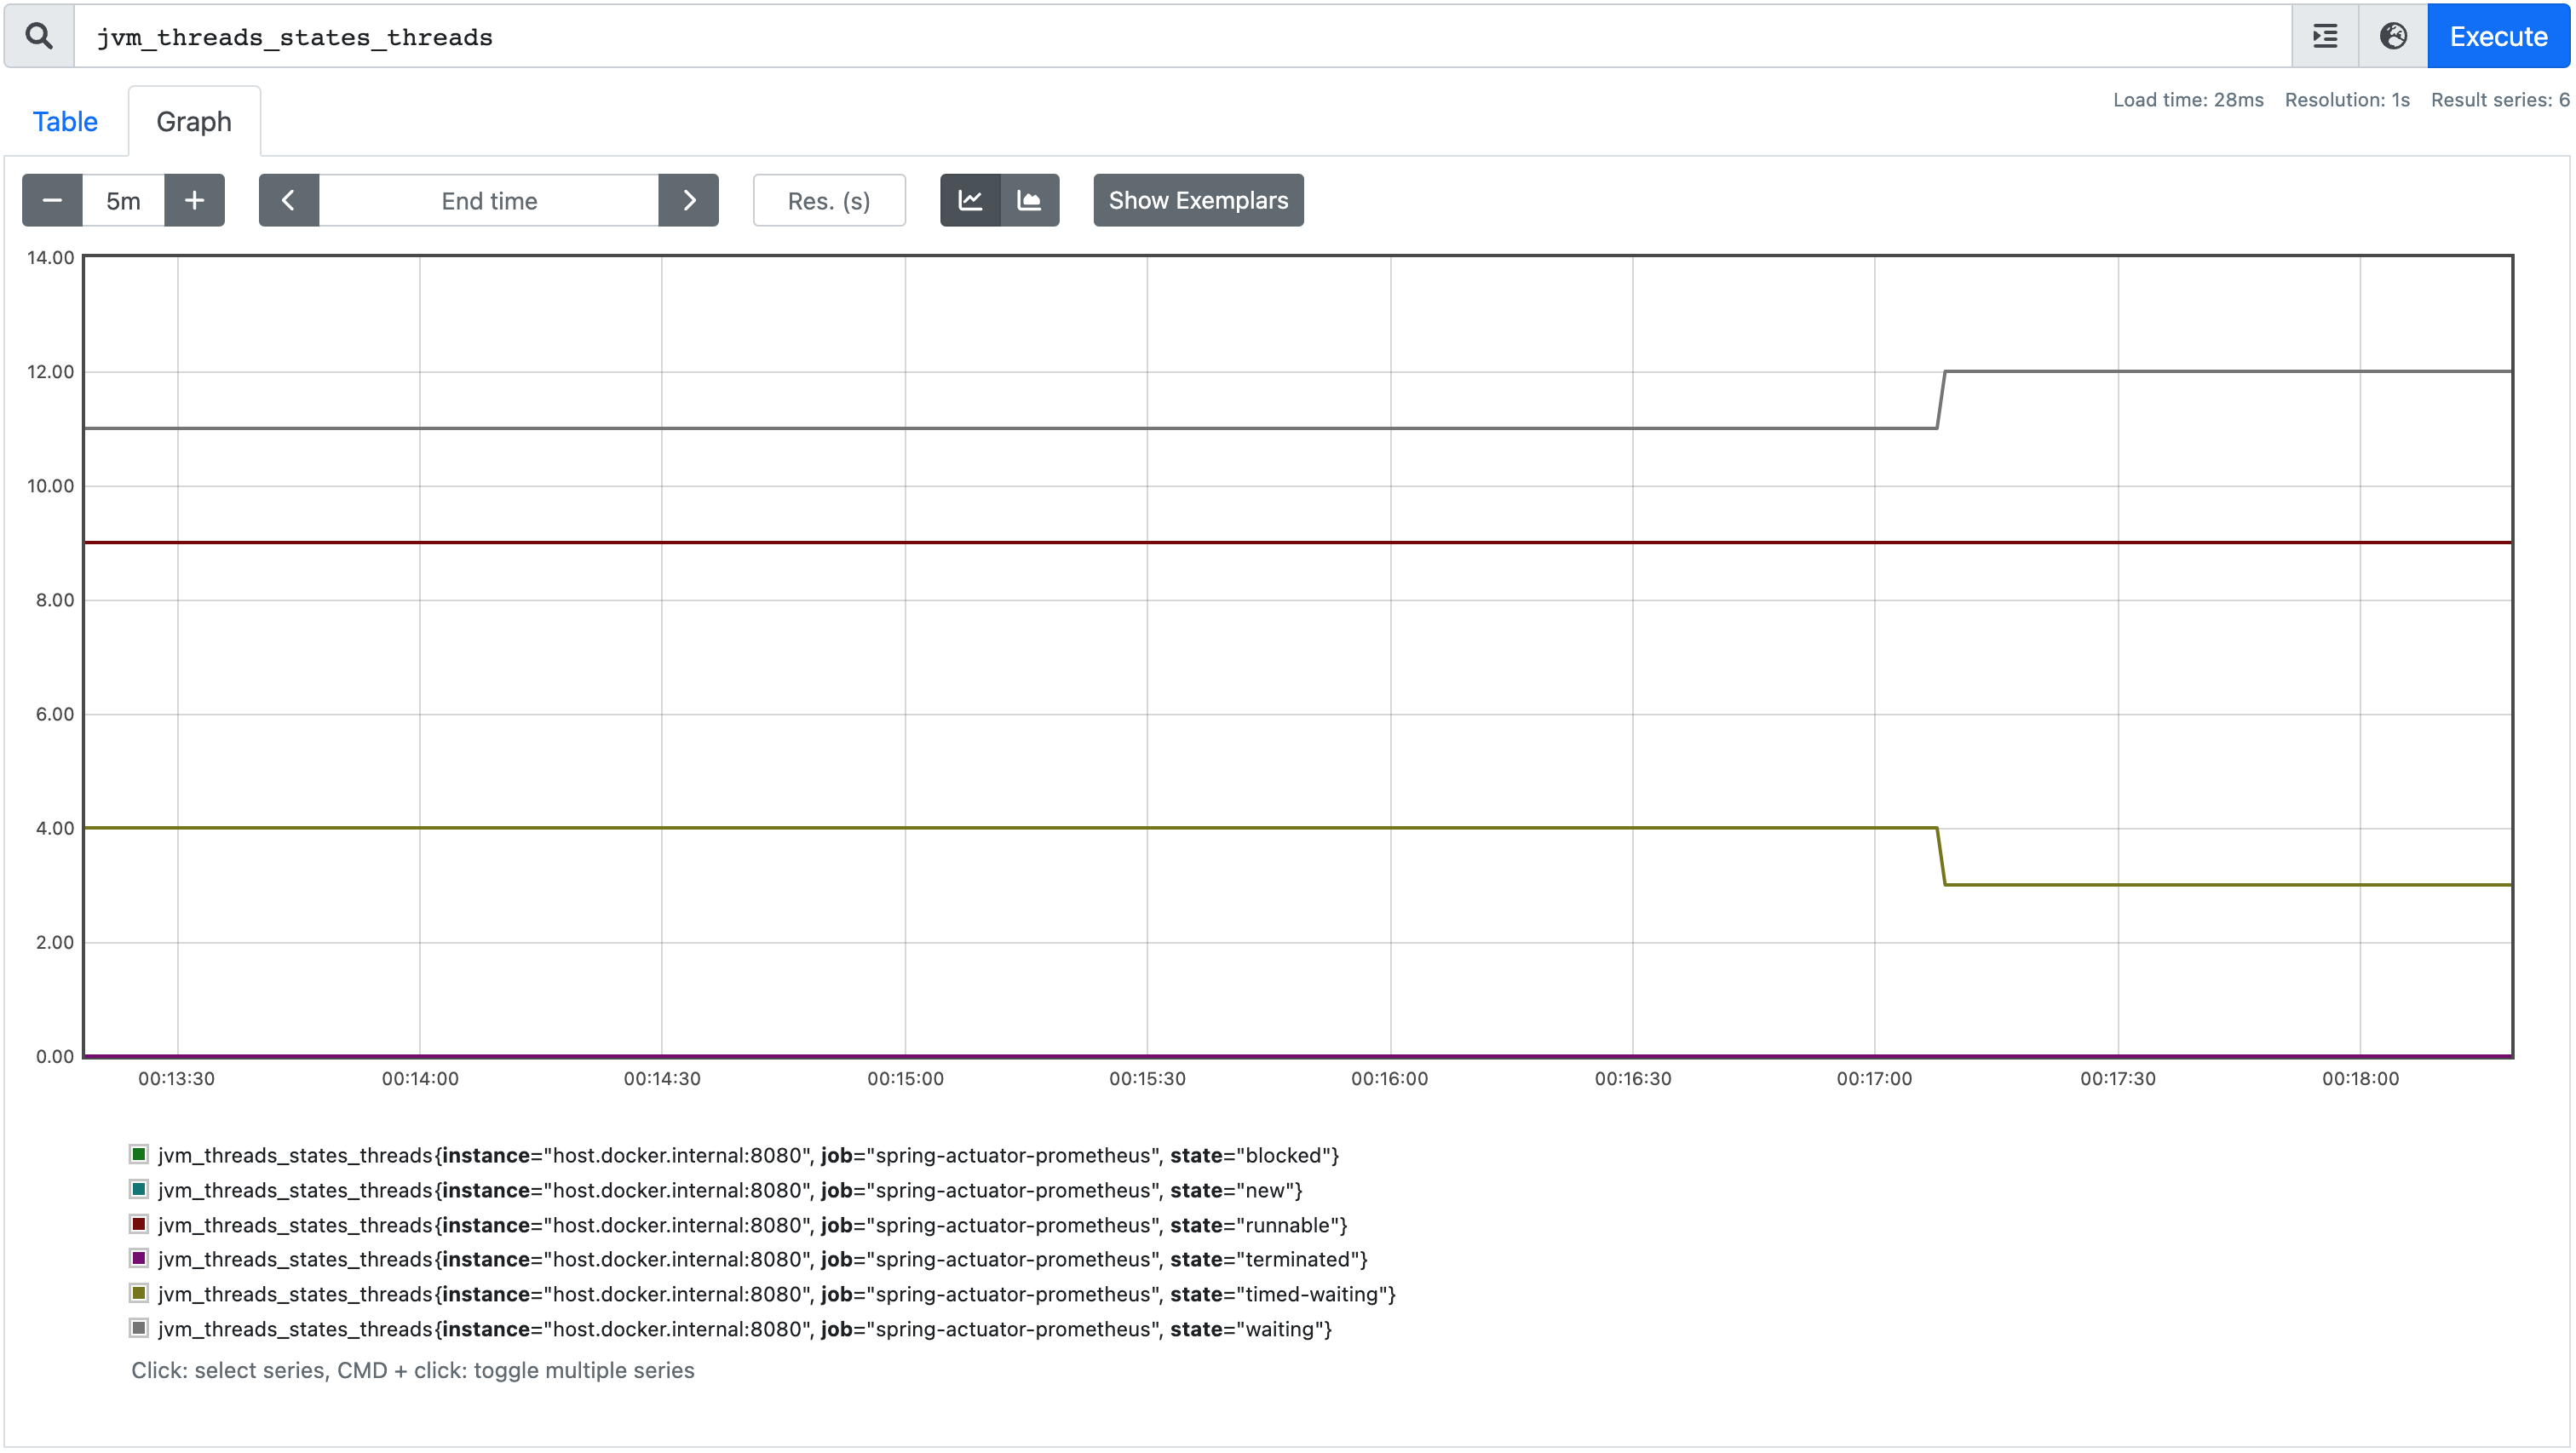 jvm_threads_states_threads
Execute
Load time: 28ms Resolution: 1s Result series: 6
Table
Graph
5m
End time
Res. (s)
Show Exemplars
14.00
12.00
10.00
8.00
6.00
4.00
2.00
0.00
00:13:30 00:14:00 00:14:30 00:15:00 00:15:30 00:16:00 00:16:30 00:17:00 00:17:30 00:18:00
jvm_threads_states_threads{instance="host.docker.internal:8080", job="spring-actuator-prometheus", state="blocked"}
jvm_threads_states_threads{instance="host.docker.internal:8080", job="spring-actuator-prometheus", state="new"}
jvm_threads_states_threads{instance="host.docker.internal:8080", job="spring-actuator-prometheus", state="runnable"}
jvm_threads_states_threads{instance="host.docker.internal:8080", job="spring-actuator-prometheus", state="terminated"}
jvm_threads_states_threads{instance="host.docker.internal:8080", job="spring-actuator-prometheus", state="timed-waiting"}
jvm_threads_states_threads{instance="host.docker.internal:8080", job="spring-actuator-prometheus", state="waiting"}
Click: select series, CMD + click: toggle multiple series